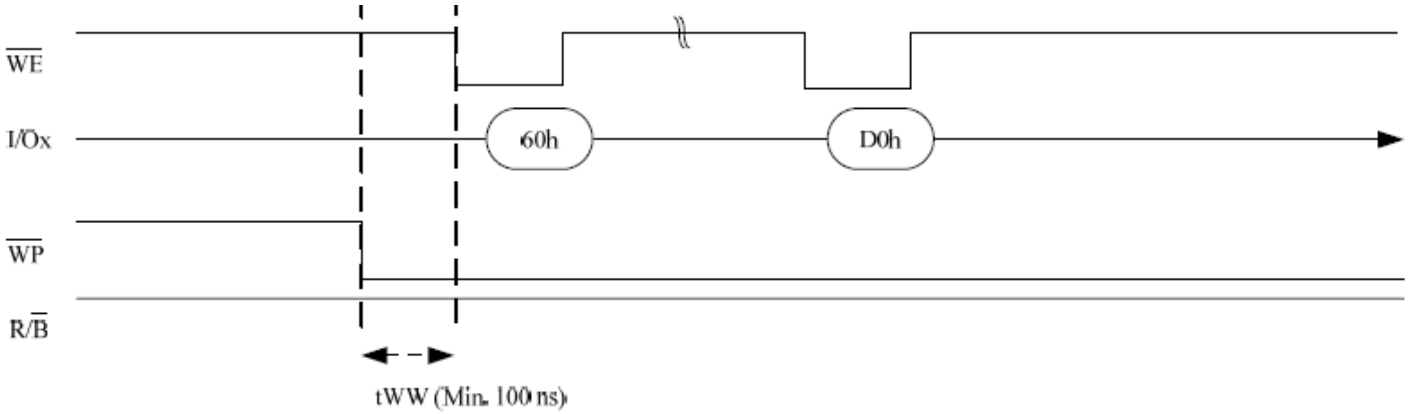 WE
I/Ox
60h
D0h
WP
R/B
tWW (Min. 100 ns)